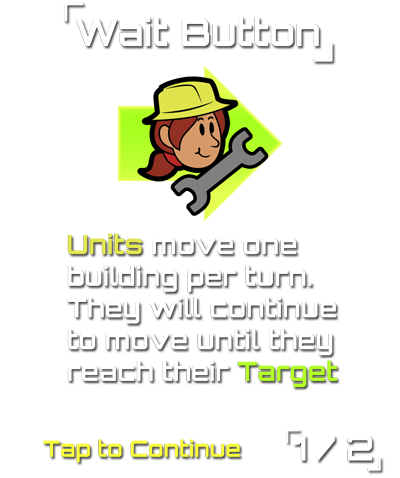 Wait Button
Units move one
building per turn.
They will continue
to move until they
reach their Target
Tap to Continue
1/2